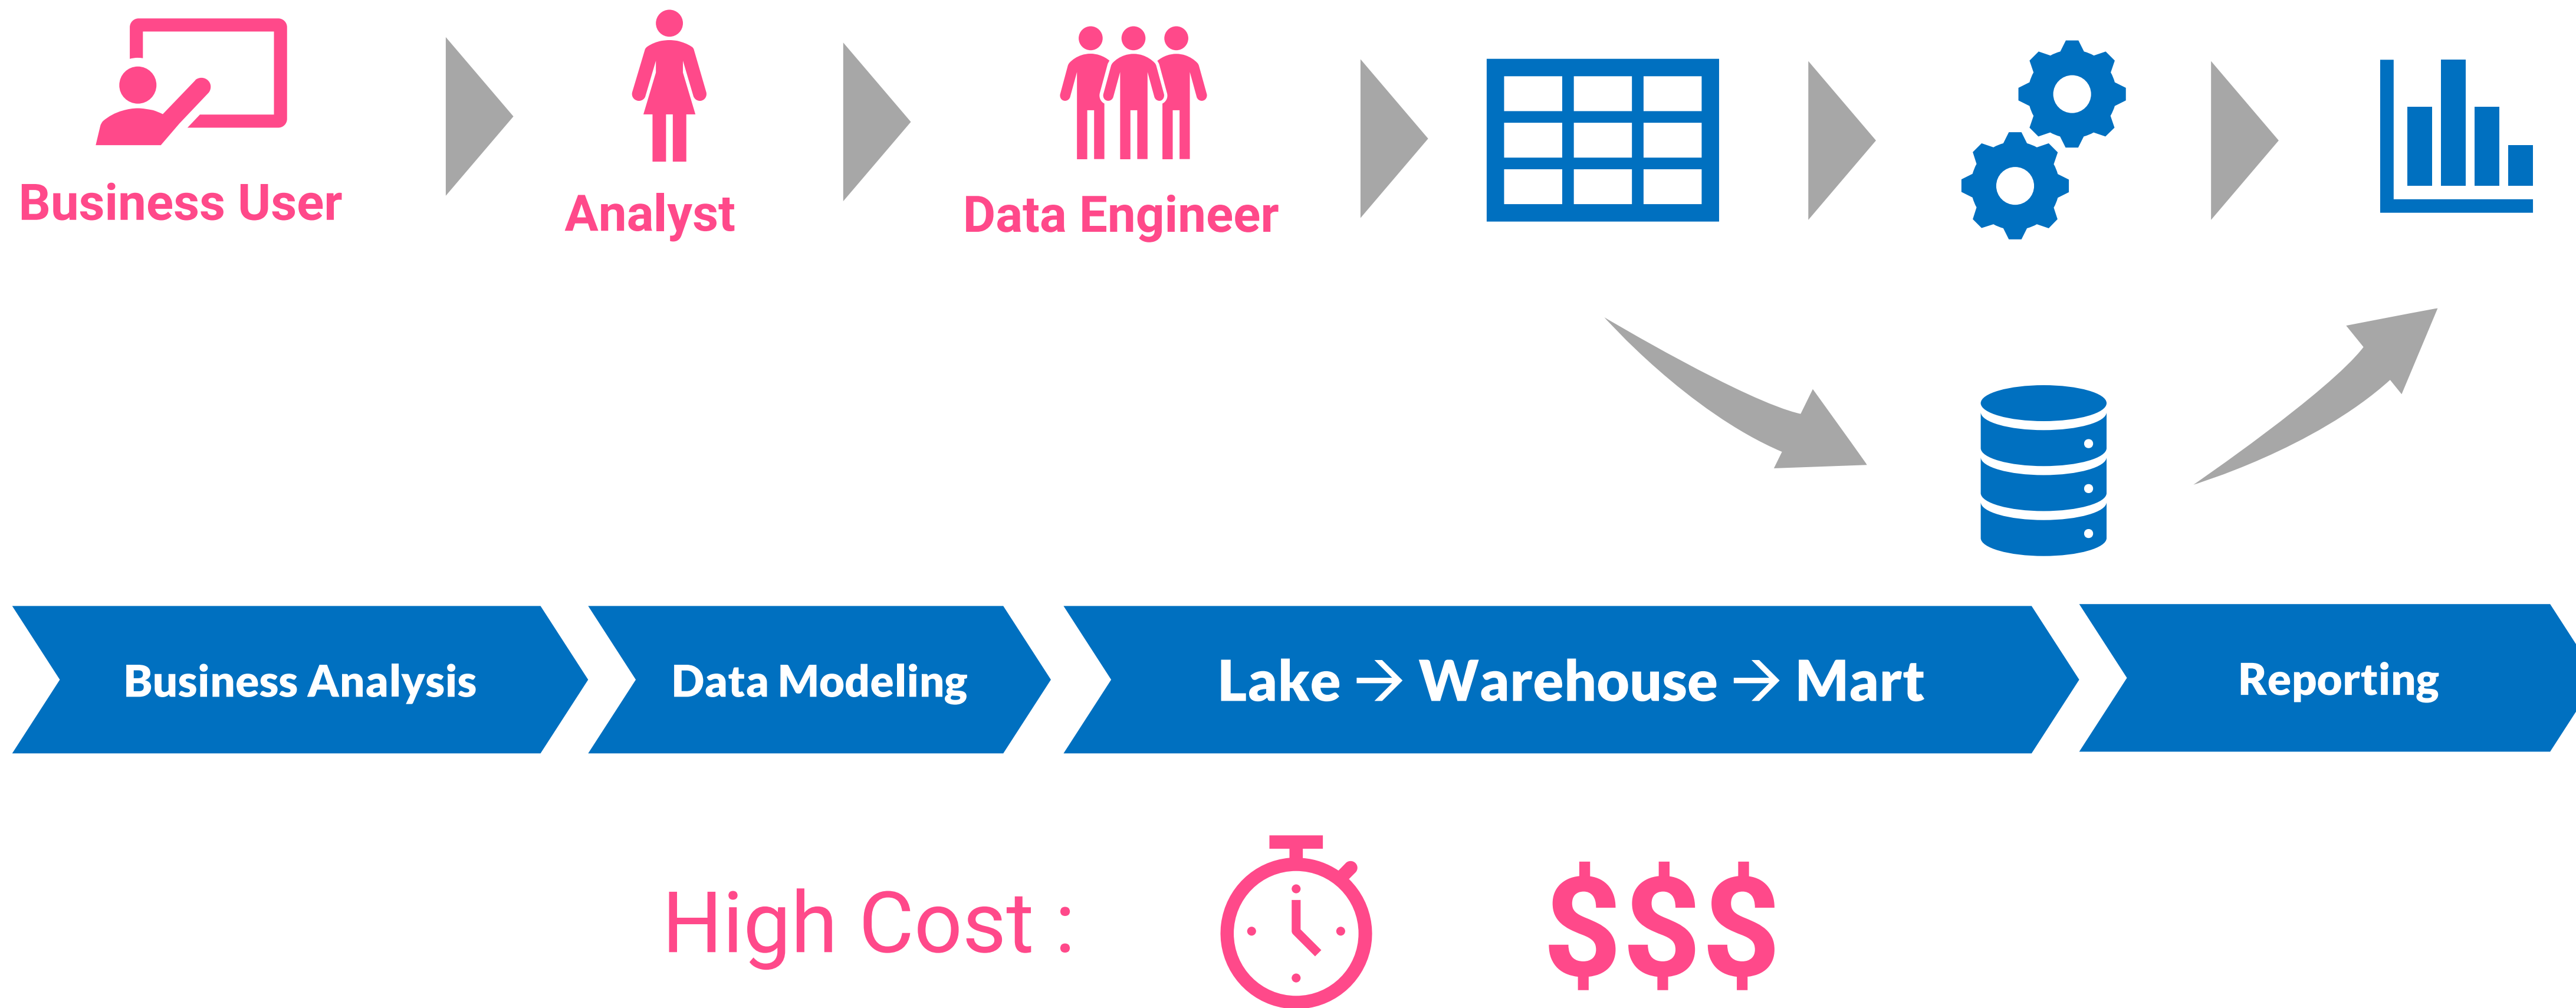 Business User
Analyst
Data Engineer
Business Analysis
Data Modeling
Lake → Warehouse → Mart
Reporting
High Cost :
$$$